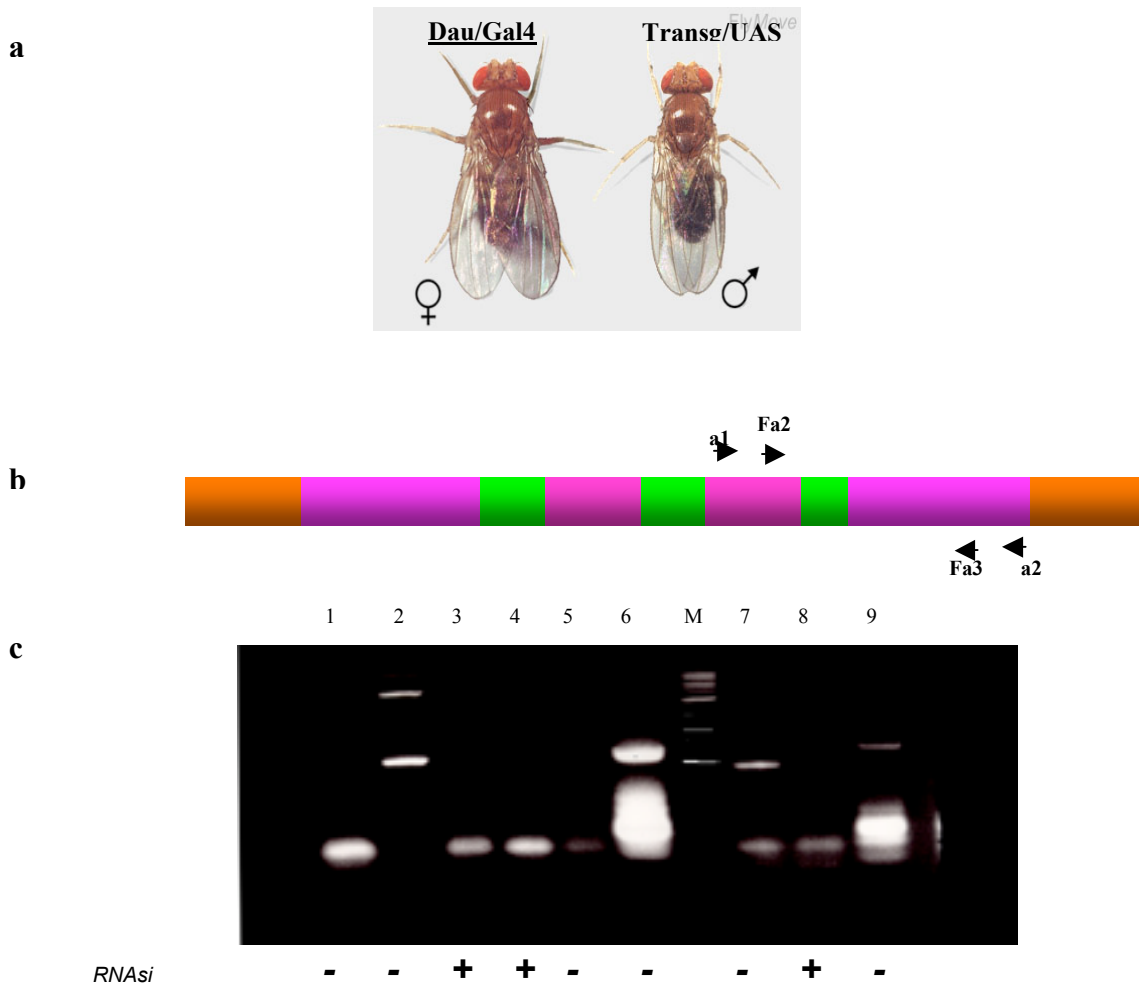 a
FlyMove
Dau/Gal4 Transg/UAS
♀ ♂
b
a1 Fa2
Fa3 a2
1 2 3 4 5 6 M 7 8 9
c
RNAsi - - + + - - - + -